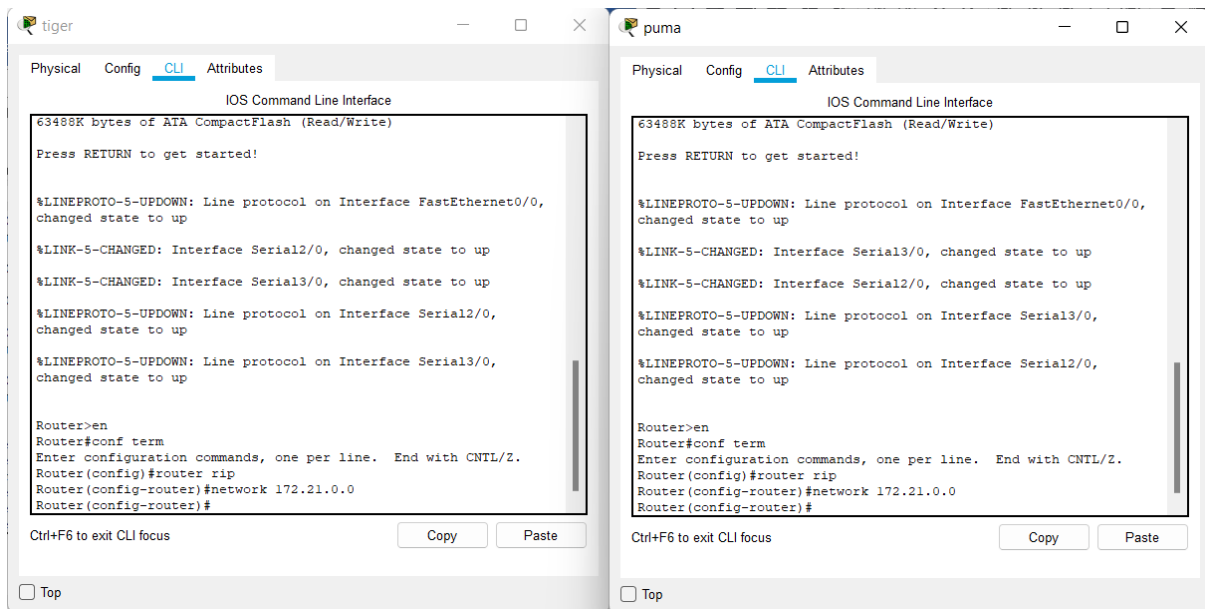 tiger
Physical Config CLI Attributes
IOS Command Line Interface
63488K bytes of ATA CompactFlash (Read/Write)
Press RETURN to get started!
%LINEPROTO-5-UPDOWN: Line protocol on Interface FastEthernet0/0,
changed state to up
%LINK-5-CHANGED: Interface Serial2/0, changed state to up
%LINK-5-CHANGED: Interface Serial3/0, changed state to up
%LINEPROTO-5-UPDOWN: Line protocol on Interface Serial2/0,
changed state to up
%LINEPROTO-5-UPDOWN: Line protocol on Interface Serial3/0,
changed state to up
Router>en
Router#conf term
Enter configuration commands, one per line.  End with CNTL/Z.
Router(config)#router rip
Router(config-router)#network 172.21.0.0
Router(config-router)#
Ctrl+F6 to exit CLI focus
Copy Paste
Top
puma
Physical Config CLI Attributes
IOS Command Line Interface
63488K bytes of ATA CompactFlash (Read/Write)
Press RETURN to get started!
%LINEPROTO-5-UPDOWN: Line protocol on Interface FastEthernet0/0,
changed state to up
%LINK-5-CHANGED: Interface Serial3/0, changed state to up
%LINK-5-CHANGED: Interface Serial2/0, changed state to up
%LINEPROTO-5-UPDOWN: Line protocol on Interface Serial3/0,
changed state to up
%LINEPROTO-5-UPDOWN: Line protocol on Interface Serial2/0,
changed state to up
Router>en
Router#conf term
Enter configuration commands, one per line.  End with CNTL/Z.
Router(config)#router rip
Router(config-router)#network 172.21.0.0
Router(config-router)#
Ctrl+F6 to exit CLI focus
Copy Paste
Top